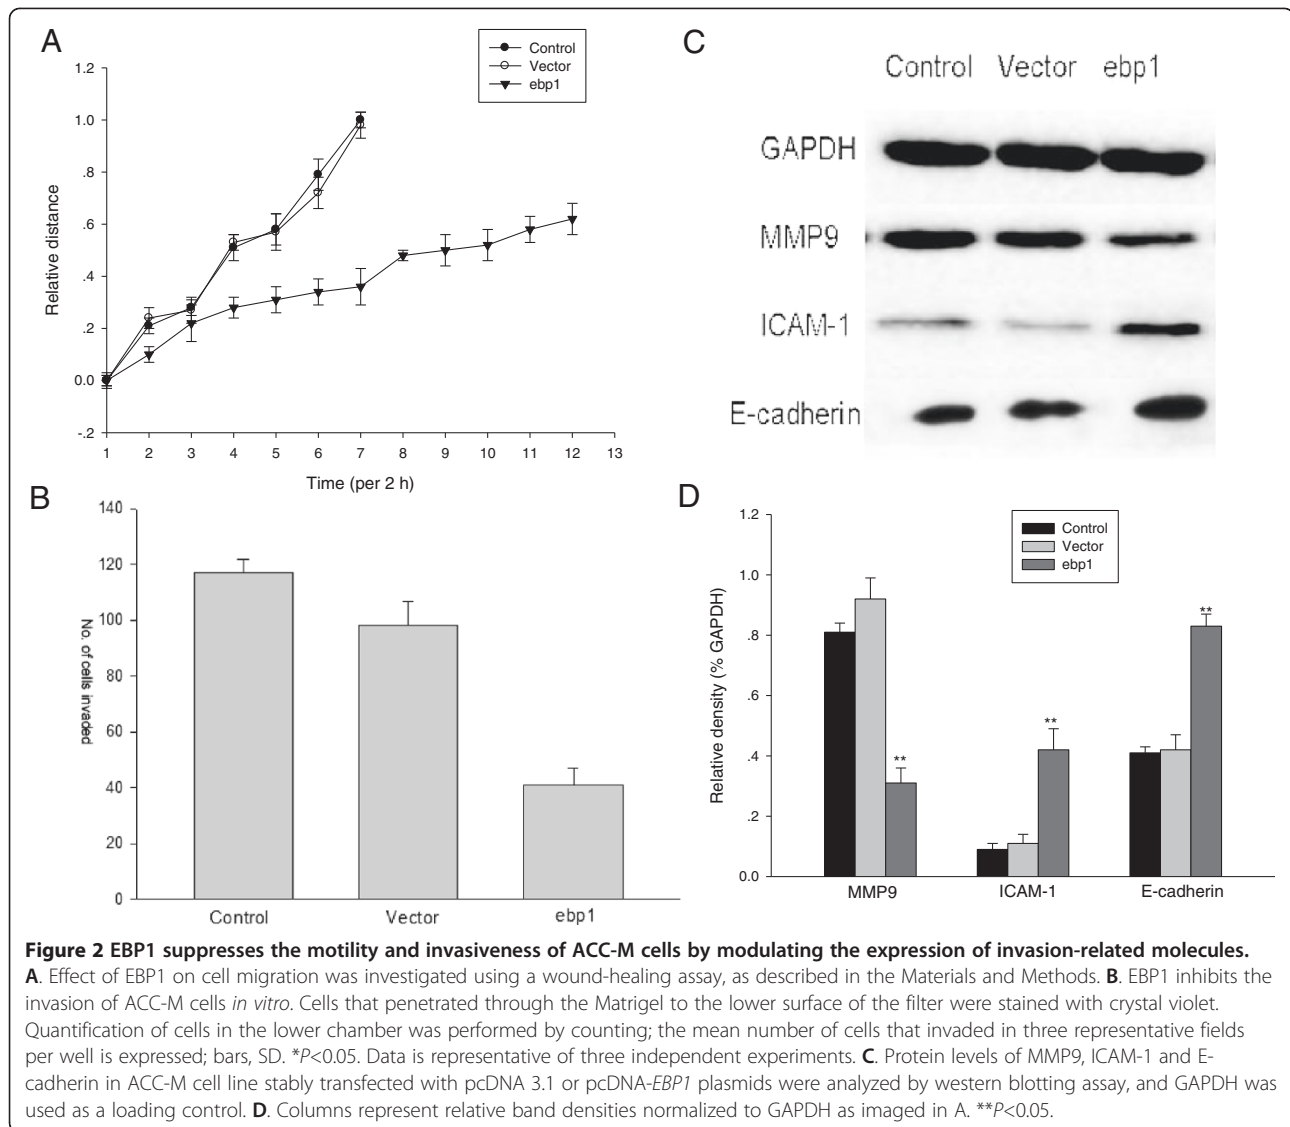 A
Control
Vector
ebp1
1.2
1.0
.8
.6
.4
.2
0.0
-.2
Relative distance
1 2 3 4 5 6 7 8 9 10 11 12 13
Time (per 2 h)
B
140
120
100
80
60
40
20
0
No. of cells invaded
Control Vector ebp1
C
Control Vector ebp1
GAPDH
MMP9
ICAM-1
E-cadherin
D
Control
Vector
ebp1
1.2
1.0
.8
.6
.4
.2
0.0
Relative density (% GAPDH)
**
**
**
MMP9 ICAM-1 E-cadherin
Figure 2 EBP1 suppresses the motility and invasiveness of ACC-M cells by modulating the expression of invasion-related molecules.
A. Effect of EBP1 on cell migration was investigated using a wound-healing assay, as described in the Materials and Methods. B. EBP1 inhibits the
invasion of ACC-M cells in vitro. Cells that penetrated through the Matrigel to the lower surface of the filter were stained with crystal violet.
Quantification of cells in the lower chamber was performed by counting; the mean number of cells that invaded in three representative fields
per well is expressed; bars, SD. *P<0.05. Data is representative of three independent experiments. C. Protein levels of MMP9, ICAM-1 and E-
cadherin in ACC-M cell line stably transfected with pcDNA 3.1 or pcDNA-EBP1 plasmids were analyzed by western blotting assay, and GAPDH was
used as a loading control. D. Columns represent relative band densities normalized to GAPDH as imaged in A. **P<0.05.